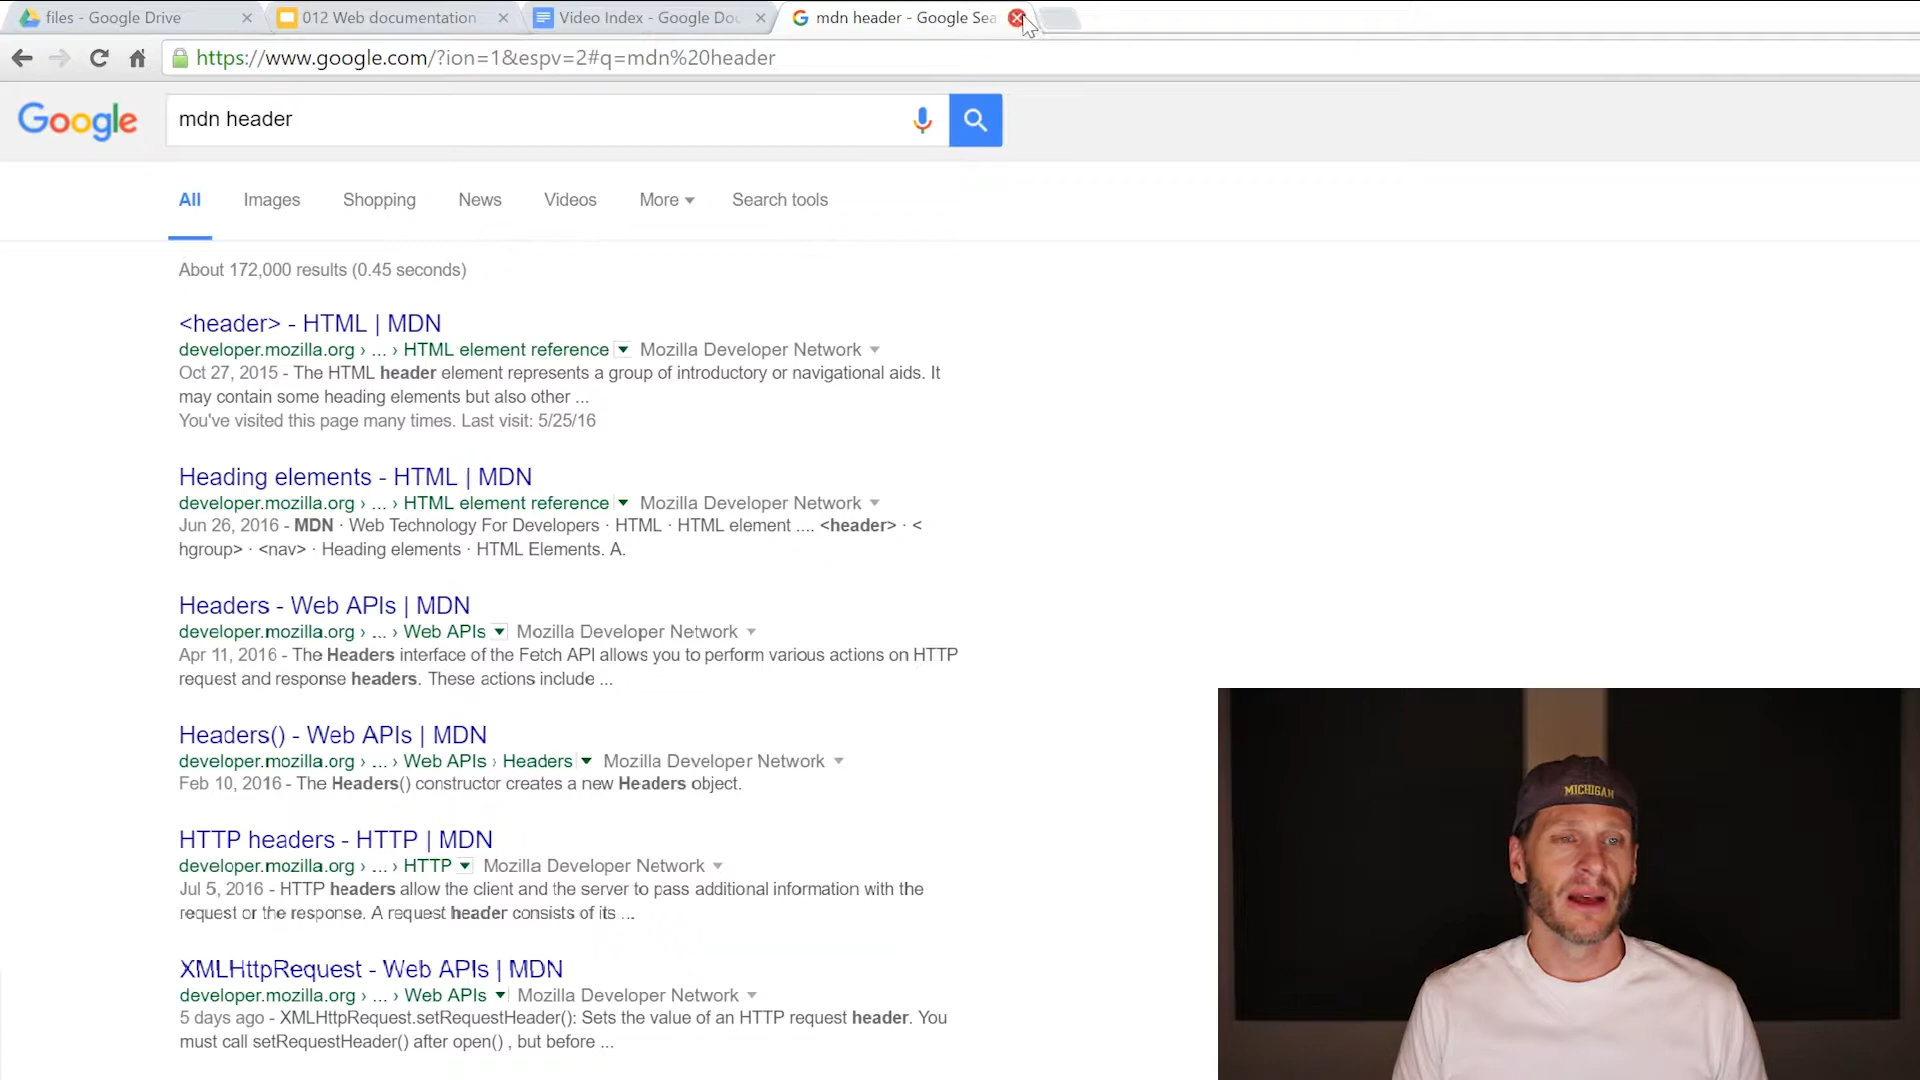 files - Google Drive
012 Web documentation
Video Index - Google Doc
mdn header - Google Sea
https://www.google.com/?ion=1&espv=2#q=mdn%20header
Google
mdn header
All Images Shopping News Videos More Search tools
About 172,000 results (0.45 seconds)
<header> - HTML | MDN
developer.mozilla.org › ... › HTML element reference Mozilla Developer Network
Oct 27, 2015 - The HTML header element represents a group of introductory or navigational aids. It
may contain some heading elements but also other ...
You've visited this page many times. Last visit: 5/25/16
Heading elements - HTML | MDN
developer.mozilla.org › ... › HTML element reference Mozilla Developer Network
Jun 26, 2016 - MDN · Web Technology For Developers · HTML · HTML element .... <header> · <
hgroup> · <nav> · Heading elements · HTML Elements. A.
Headers - Web APIs | MDN
developer.mozilla.org › ... › Web APIs Mozilla Developer Network
Apr 11, 2016 - The Headers interface of the Fetch API allows you to perform various actions on HTTP
request and response headers. These actions include ...
Headers() - Web APIs | MDN
developer.mozilla.org › ... › Web APIs › Headers Mozilla Developer Network
Feb 10, 2016 - The Headers() constructor creates a new Headers object.
HTTP headers - HTTP | MDN
developer.mozilla.org › ... › HTTP Mozilla Developer Network
Jul 5, 2016 - HTTP headers allow the client and the server to pass additional information with the
request or the response. A request header consists of its ...
XMLHttpRequest - Web APIs | MDN
developer.mozilla.org › ... › Web APIs Mozilla Developer Network
5 days ago - XMLHttpRequest.setRequestHeader(): Sets the value of an HTTP request header. You
must call setRequestHeader() after open() , but before ...
MICHIGAN